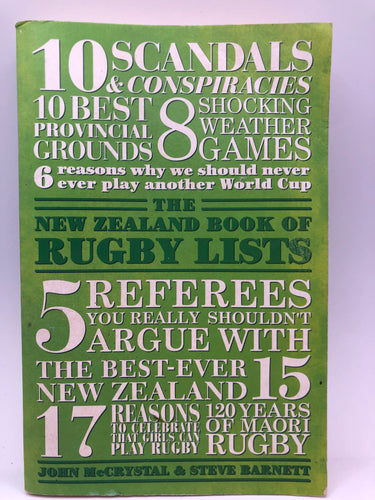 10 SCANDALS
& CONSPIRACIES
10 BEST
PROVINCIAL
GROUNDS
8 SHOCKING
WEATHER
GAMES
6 reasons why we should never
ever play another World Cup
THE
NEW ZEALAND BOOK OF
RUGBY LISTS
5 REFEREES
YOU REALLY SHOULDN'T
ARGUE WITH
THE BEST-EVER
NEW ZEALAND 15
17 REASONS
TO CELEBRATE
THAT GIRLS CAN
PLAY RUGBY
120 YEARS
OF MAORI
RUGBY
JOHN McCRYSTAL & STEVE BARNETT